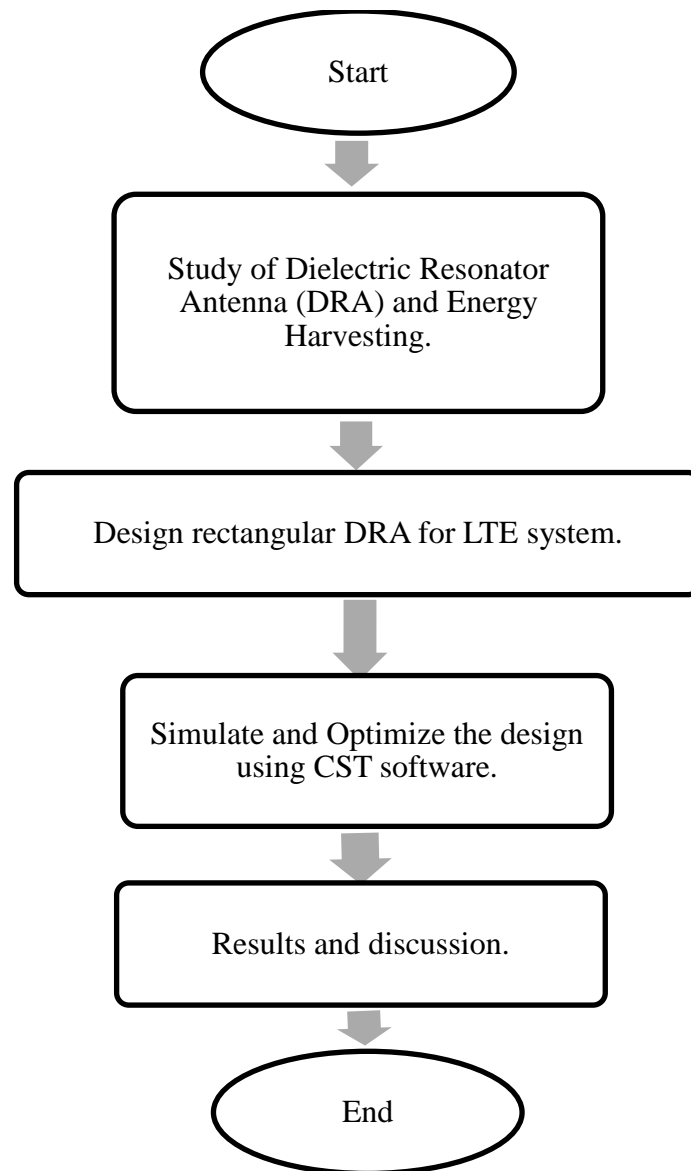 Start
Study of Dielectric Resonator
Antenna (DRA) and Energy
Harvesting.
Design rectangular DRA for LTE system.
Simulate and Optimize the design
using CST software.
Results and discussion.
End